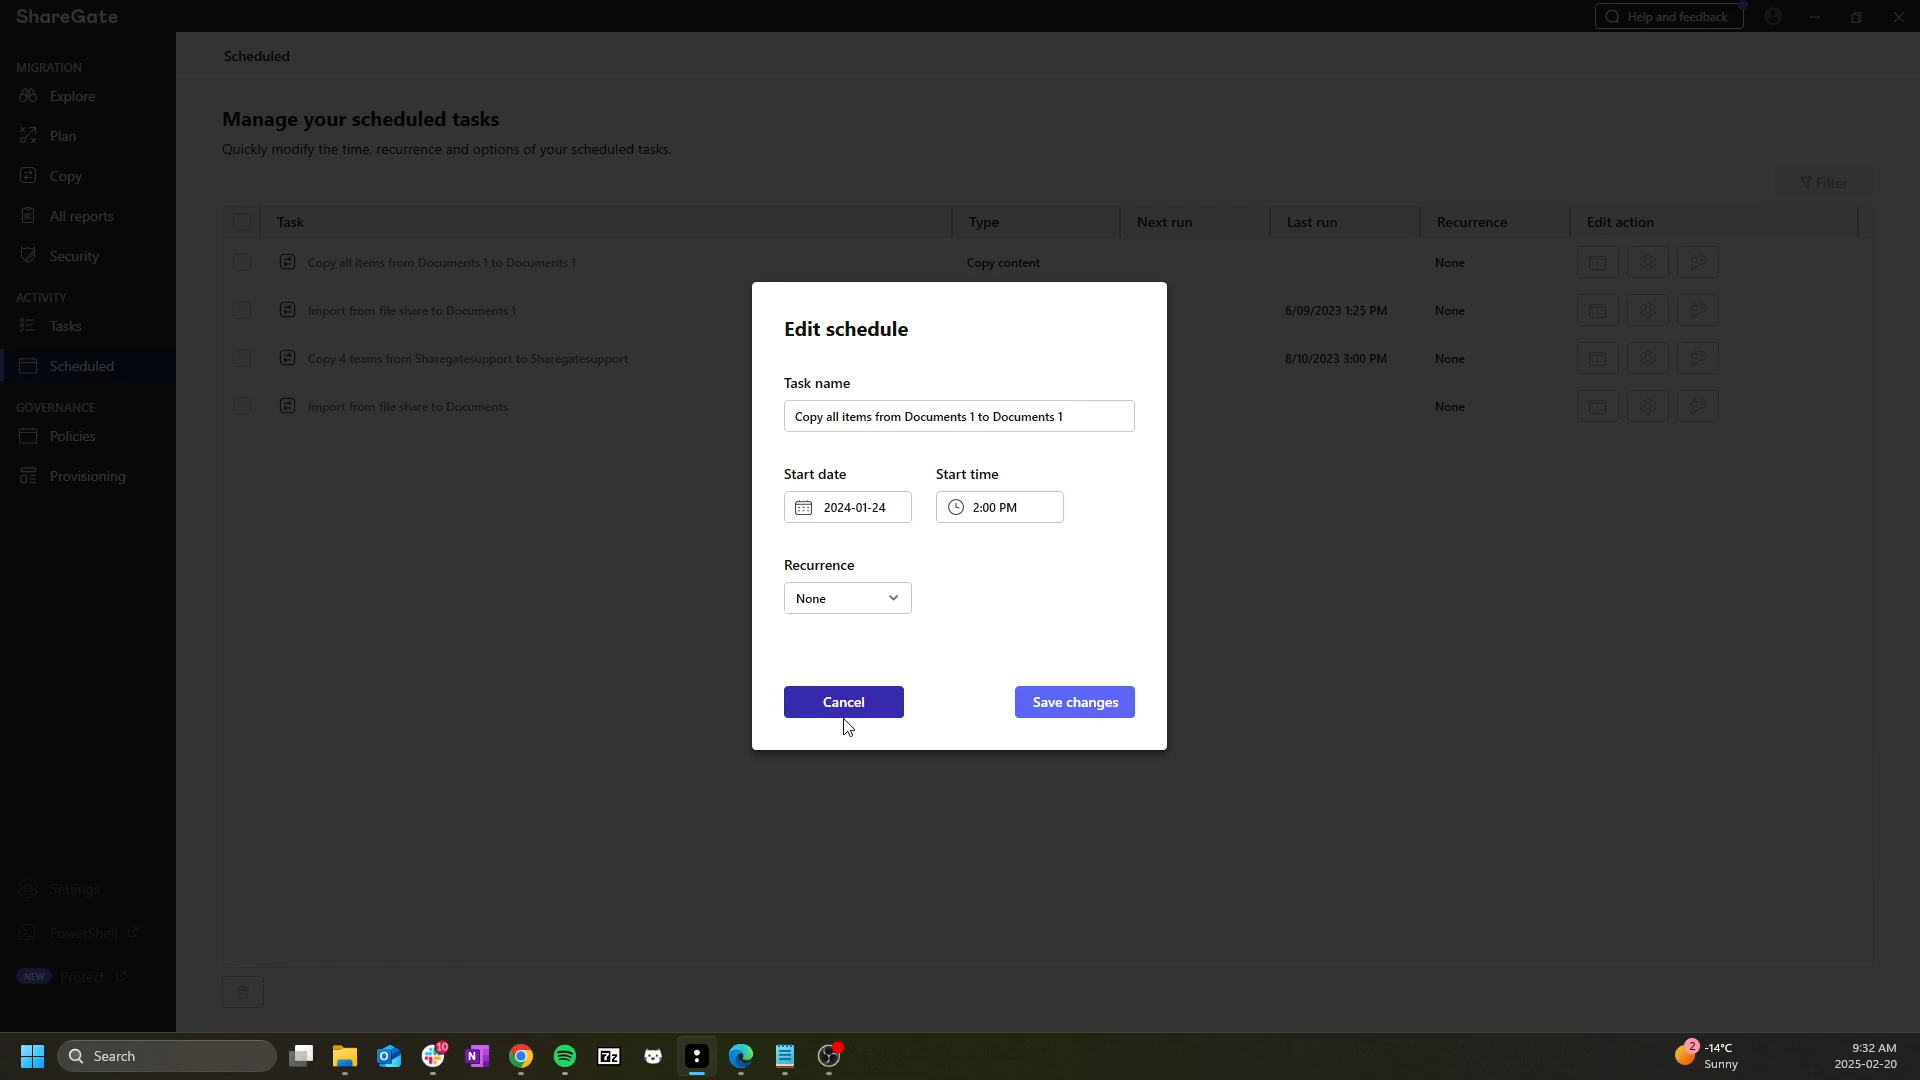 ShareGate
Help and feedback
MIGRATION
Explore
Plan
Copy
All reports
Security
ACTIVITY
Tasks
Scheduled
GOVERNANCE
Policies
Provisioning
Settings
PowerShell
NEW Protect
Scheduled
Manage your scheduled tasks
Quickly modify the time, recurrence and options of your scheduled tasks.
Filter
Task Type Next run Last run Recurrence Edit action
Copy all items from Documents 1 to Documents 1 Copy content None
Import from file share to Documents 1 6/09/2023 1:25 PM None
Copy 4 teams from Sharegatesupport to Sharegatesupport 8/10/2023 3:00 PM None
Import from file share to Documents None
Edit schedule
Task name
Copy all items from Documents 1 to Documents 1
Start date Start time
2024-01-24 2:00 PM
Recurrence
None
Cancel Save changes
Search
10
N
7z
2
-14°C
Sunny
9:32 AM
2025-02-20